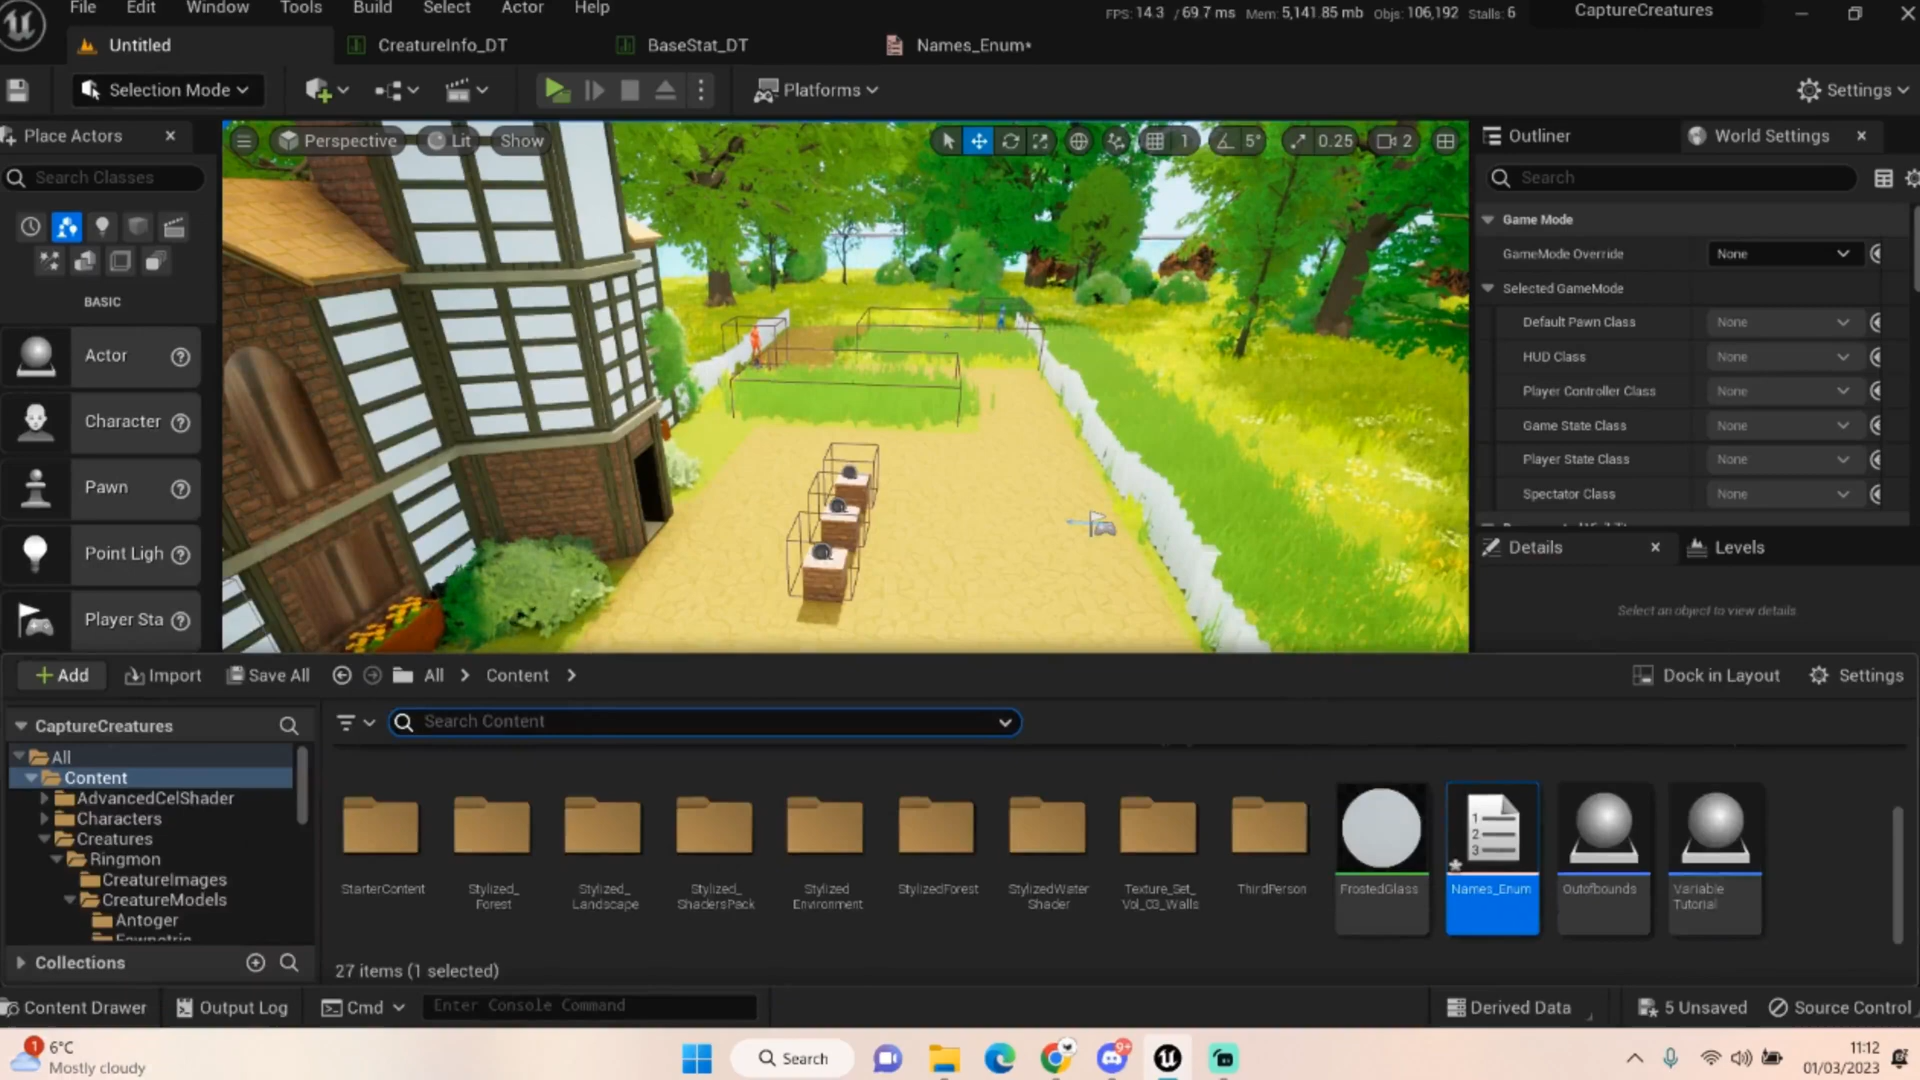 File Edit Window Tools Build Select Actor Help
FPS: 14.3 / 69.7 ms Mem: 5,141.85 mb Objs: 106,192 Stalls: 6
CaptureCreatures
Untitled
CreatureInfo_DT
BaseStat_DT
Names_Enum*
Selection Mode
Platforms
Settings
Place Actors
Search Classes
BASIC
Actor
Character
Pawn
Point Ligh
Player Sta
Perspective
Lit
Show
1
5°
0.25
2
Outliner
World Settings
Search
Game Mode
GameMode Override None
Selected GameMode
Default Pawn Class None
HUD Class None
Player Controller Class None
Game State Class None
Player State Class None
Spectator Class None
Details
Levels
Select an object to view details
Add
Import
Save All
All
Content
Dock in Layout
Settings
CaptureCreatures
Search Content
All
Content
AdvancedCelShader
Characters
Creatures
Ringmon
CreatureImages
CreatureModels
Antoger
Collections
StarterContent
Stylized_
Forest
Stylized_
Landscape
Stylized_
ShadersPack
Stylized
Environment
StylizedForest
StylizedWater
Shader
Texture_Set_
Vol_03_Walls
ThirdPerson
FrostedGlass
Names_Enum
Outofbounds
Variable
Tutorial
27 items (1 selected)
Content Drawer
Output Log
Cmd
Enter Console Command
Derived Data
5 Unsaved
Source Control
1
6°C
Mostly cloudy
Search
9+
11:12
01/03/2023